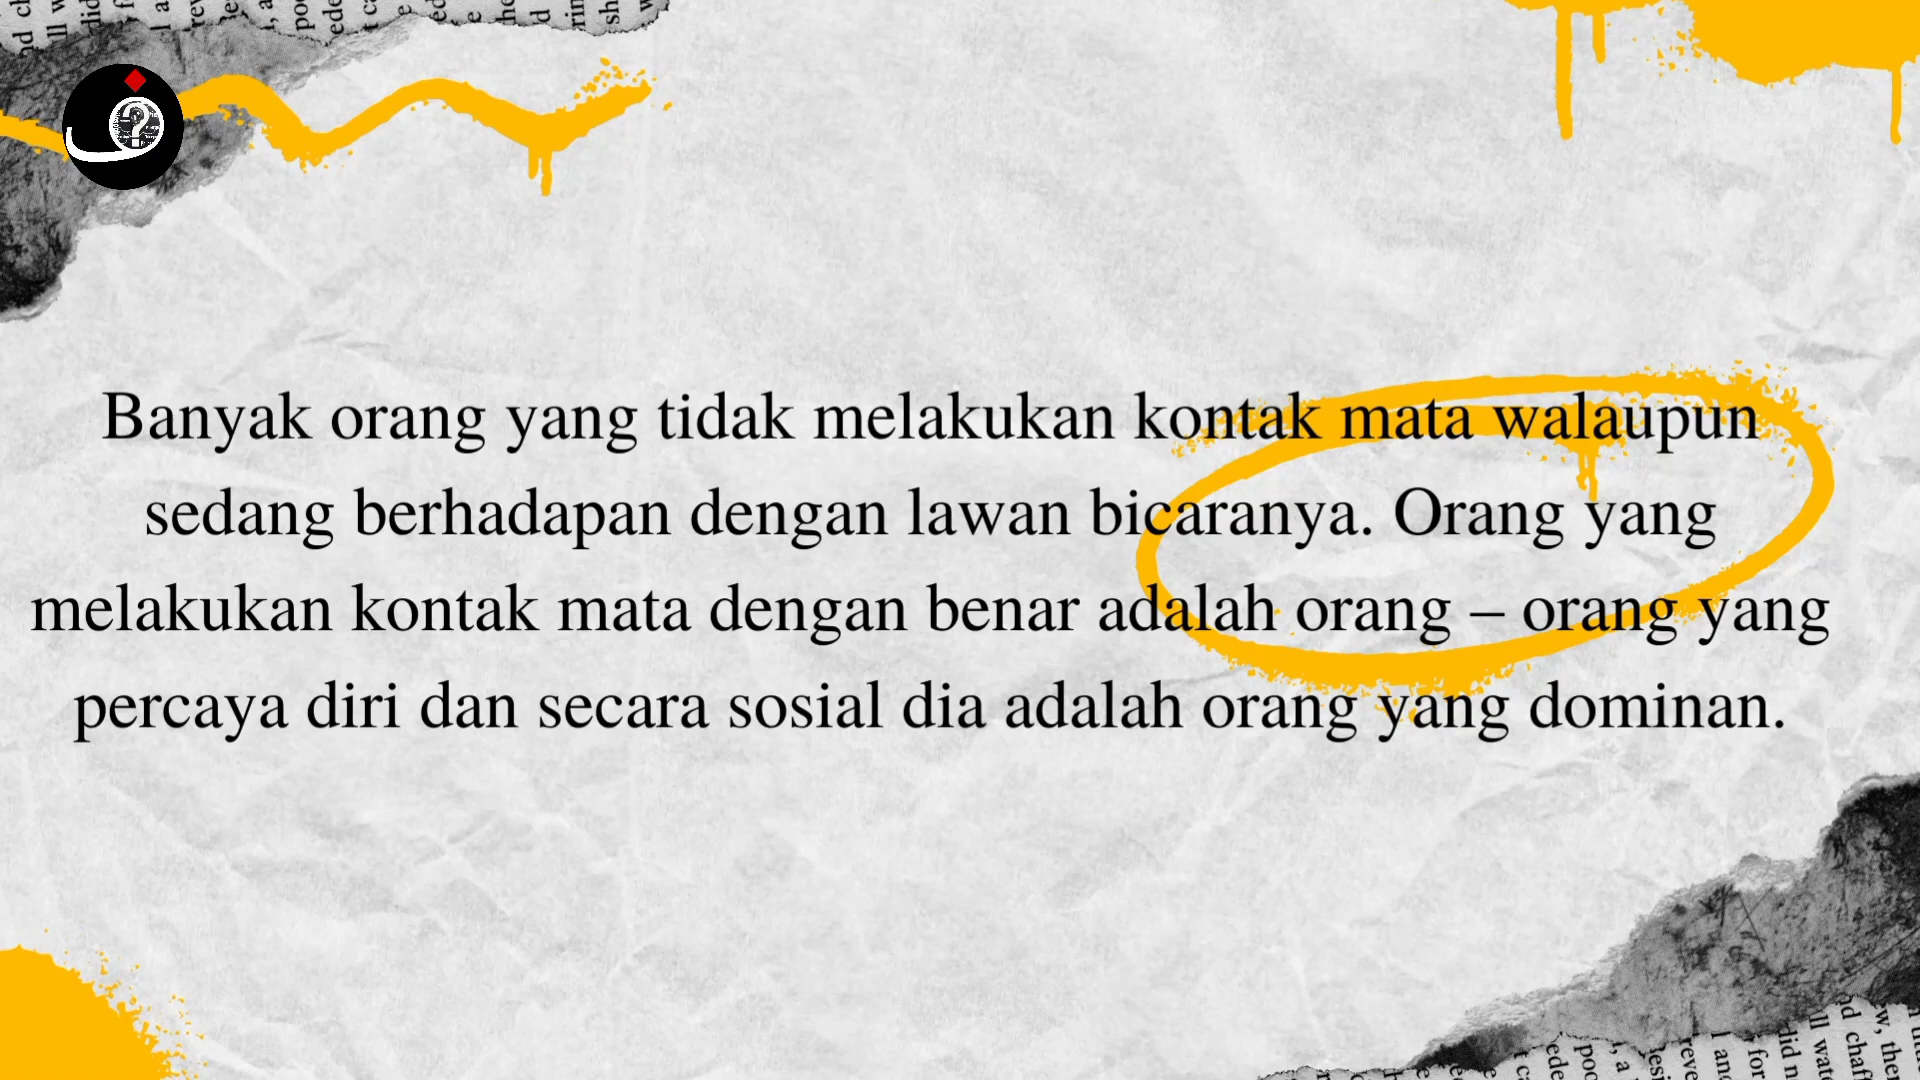 Banyak orang yang tidak melakukan kontak mata walaupun
sedang berhadapan dengan lawan bicaranya. Orang yang
melakukan kontak mata dengan benar adalah orang – orang yang
percaya diri dan secara sosial dia adalah orang yang dominan.